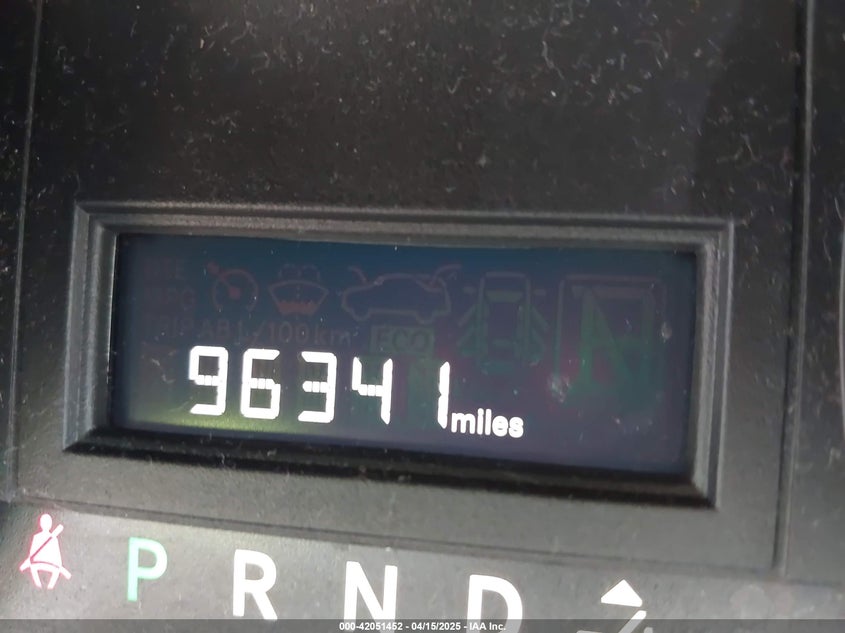 A B L/100km
ECO
96341 miles
P R N D
000-42051452 - 04/15/2025 - IAA Inc.